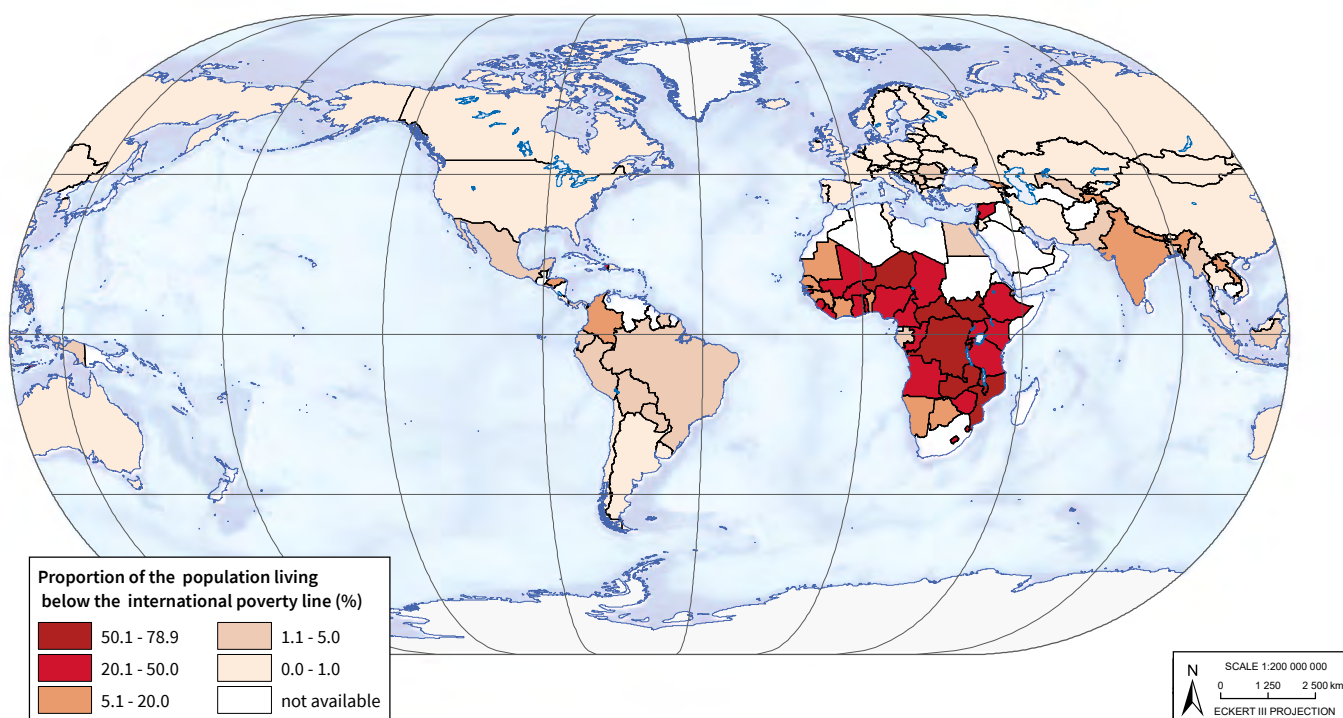 Proportion of the population living
below the international poverty line (%)
50.1 - 78.9
20.1 - 50.0
5.1 - 20.0
1.1 - 5.0
0.0 - 1.0
not available
N
SCALE 1:200 000 000
0 1 250 2 500 km
ECKERT III PROJECTION